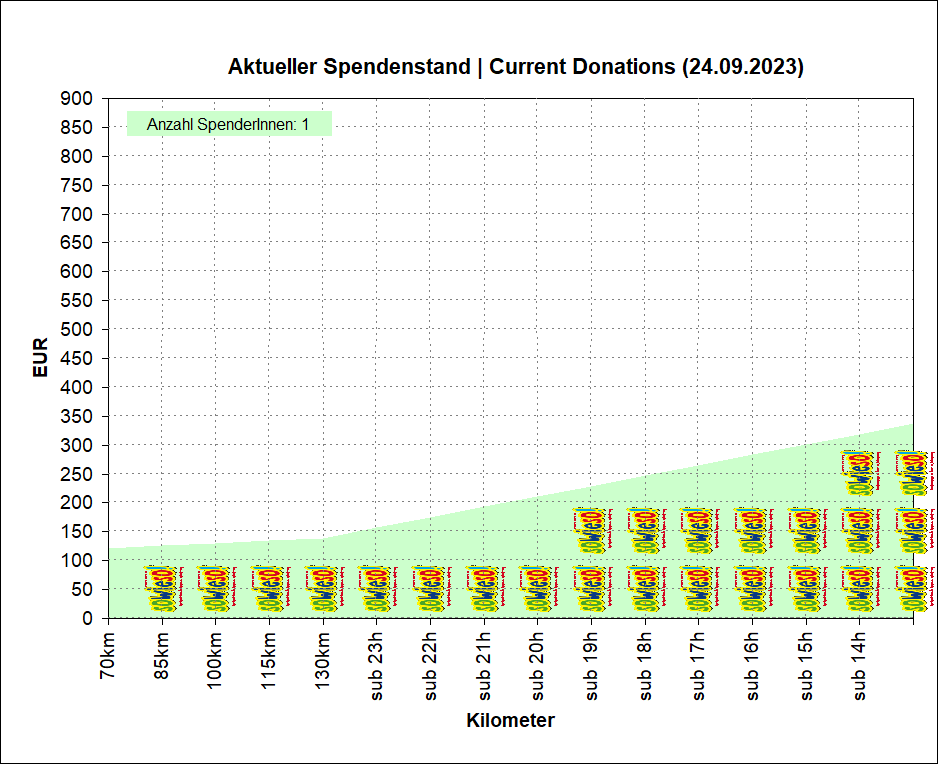 Aktueller Spendenstand | Current Donations (24.09.2023)
Anzahl SpenderInnen: 1
900
850
800
750
700
650
600
550
500
450
400
350
300
250
200
150
100
50
0
EUR
70km
85km
100km
115km
130km
sub 23h
sub 22h
sub 21h
sub 20h
sub 19h
sub 18h
sub 17h
sub 16h
sub 15h
sub 14h
Kilometer